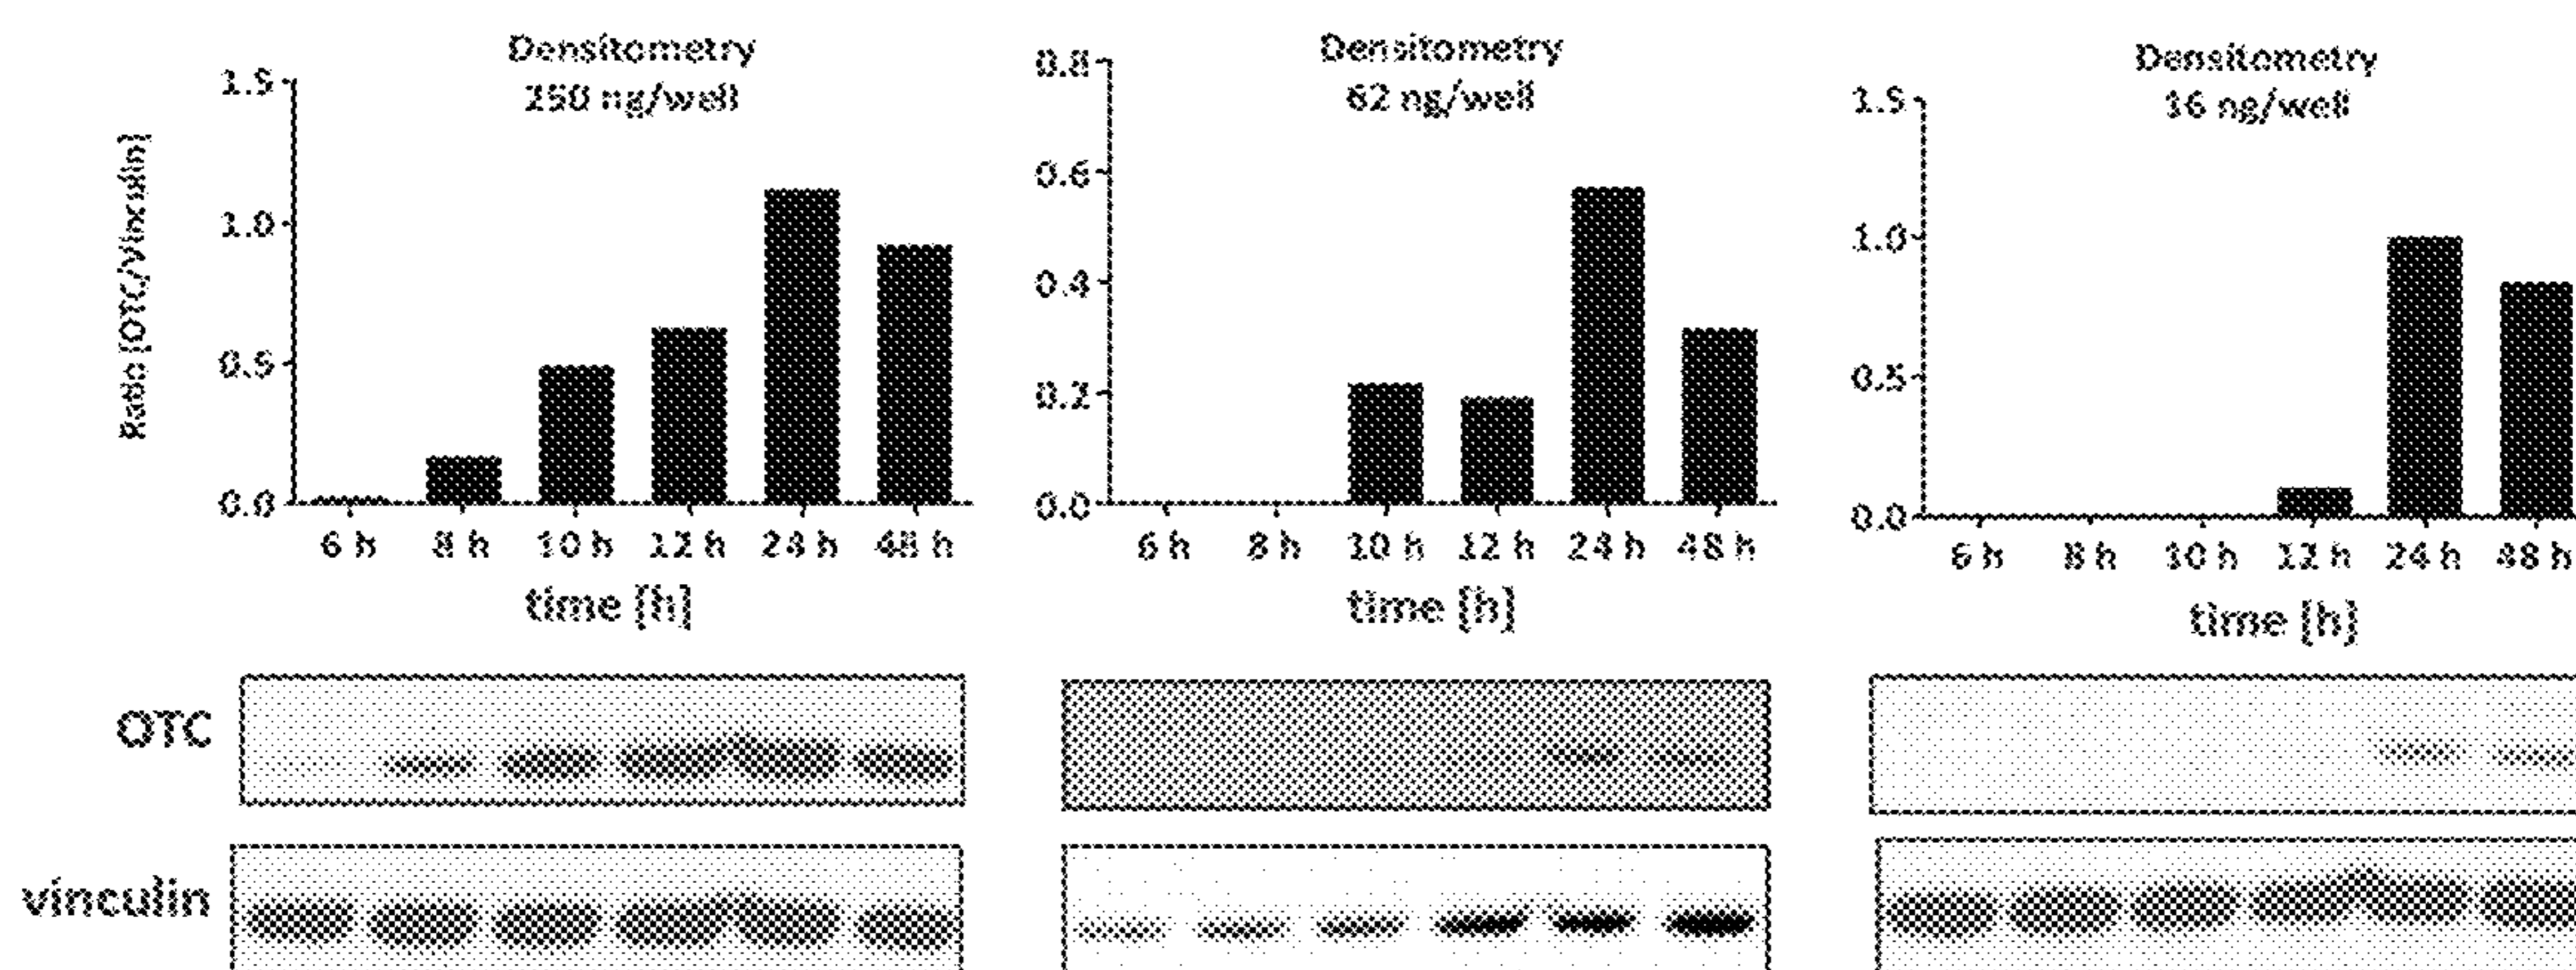 Densitometry
250 ng/well
Ratio [OTC/Vinculin]
1.5
1.0
0.5
0.0
6 h 8 h 10 h 12 h 24 h 48 h
time [h]
Densitometry
62 ng/well
0.8
0.6
0.4
0.2
0.0
6 h 8 h 10 h 12 h 24 h 48 h
time [h]
Densitometry
16 ng/well
1.5
1.0
0.5
0.0
6 h 8 h 10 h 12 h 24 h 48 h
time [h]
OTC
vinculin